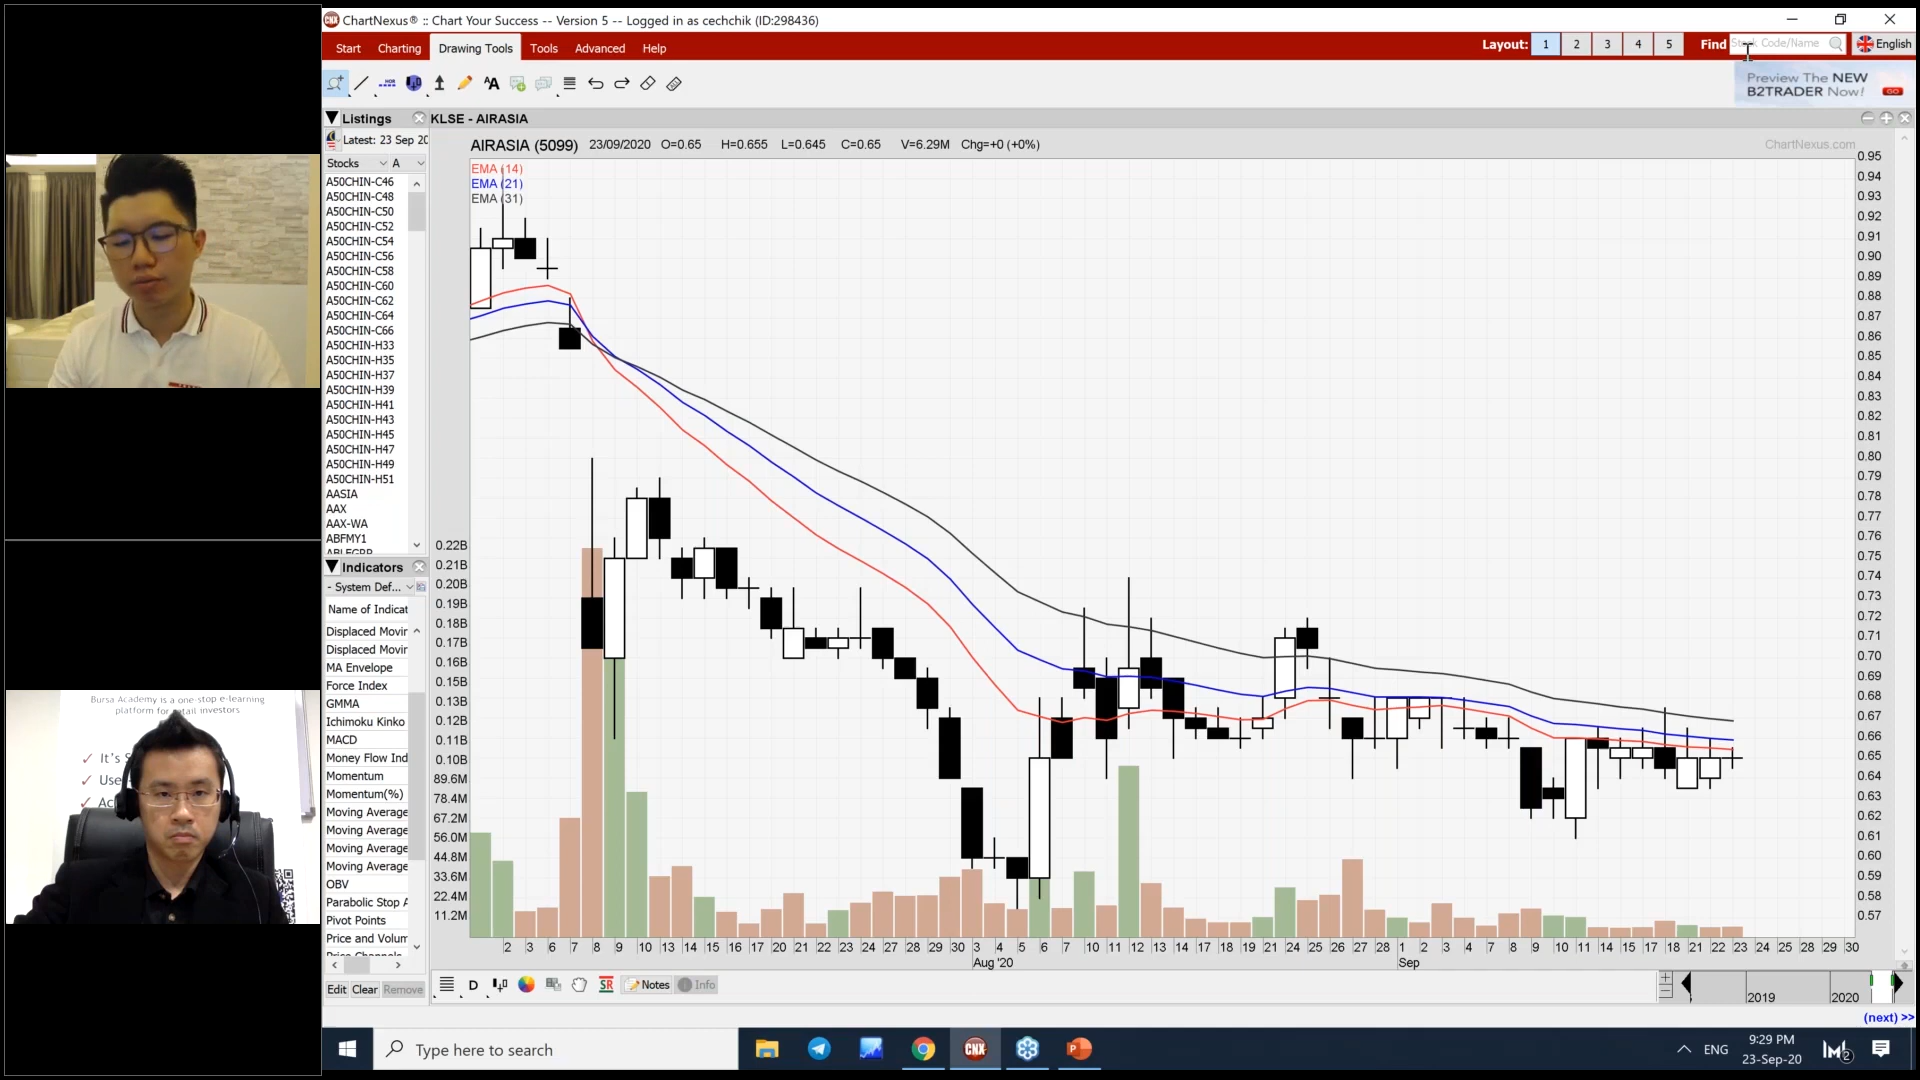 ChartNexus® :: Chart Your Success -- Version 5 -- Logged in as cechchik (ID:298436)
Start Charting Drawing Tools Tools Advanced Help
Layout: 1 2 3 4 5 Find Stock Code/Name English
Preview The NEW
B2TRADER Now! GO
Listings
KLSE - AIRASIA
Latest: 23 Sep 20
AIRASIA (5099) 23/09/2020 O=0.65 H=0.655 L=0.645 C=0.65 V=6.29M Chg=+0 (+0%)
ChartNexus.com
Stocks A
EMA (14)
EMA (21)
EMA (31)
A50CHIN-C46
A50CHIN-C48
A50CHIN-C50
A50CHIN-C52
A50CHIN-C54
A50CHIN-C56
A50CHIN-C58
A50CHIN-C60
A50CHIN-C62
A50CHIN-C64
A50CHIN-C66
A50CHIN-H33
A50CHIN-H35
A50CHIN-H37
A50CHIN-H39
A50CHIN-H41
A50CHIN-H43
A50CHIN-H45
A50CHIN-H47
A50CHIN-H49
A50CHIN-H51
AASIA
AAX
AAX-WA
ABFMY1
Indicators
- System Def...
Name of Indicat
Displaced Movir
Displaced Movir
MA Envelope
Force Index
GMMA
Ichimoku Kinko
MACD
Money Flow Ind
Momentum
Momentum(%)
Moving Average
Moving Average
Moving Average
Moving Average
OBV
Parabolic Stop A
Pivot Points
Price and Volum
Edit Clear Remove
0.22B
0.21B
0.20B
0.19B
0.18B
0.17B
0.16B
0.15B
0.13B
0.12B
0.11B
0.10B
89.6M
78.4M
67.2M
56.0M
44.8M
33.6M
22.4M
11.2M
0.95
0.94
0.93
0.92
0.91
0.90
0.89
0.88
0.87
0.86
0.85
0.84
0.83
0.82
0.81
0.80
0.79
0.78
0.77
0.76
0.75
0.74
0.73
0.72
0.71
0.70
0.69
0.68
0.67
0.66
0.65
0.64
0.63
0.62
0.61
0.60
0.59
0.58
0.57
2 3 6 7 8 9 10 13 14 15 16 17 20 21 22 23 24 27 28 29 30 3 4 5 6 7 10 11 12 13 14 17 18 19 21 24 25 26 27 28 1 2 3 4 7 8 9 10 11 14 15 17 18 21 22 23 24 25 28 29 30
Aug '20 Sep
D SR Notes Info
2019 2020
(next) >>
Bursa Academy is a one-stop e-learning
platform for retail investors
✓ It's S
✓ Use
✓ Ac
Type here to search
CNX
ENG
9:29 PM
23-Sep-20
2